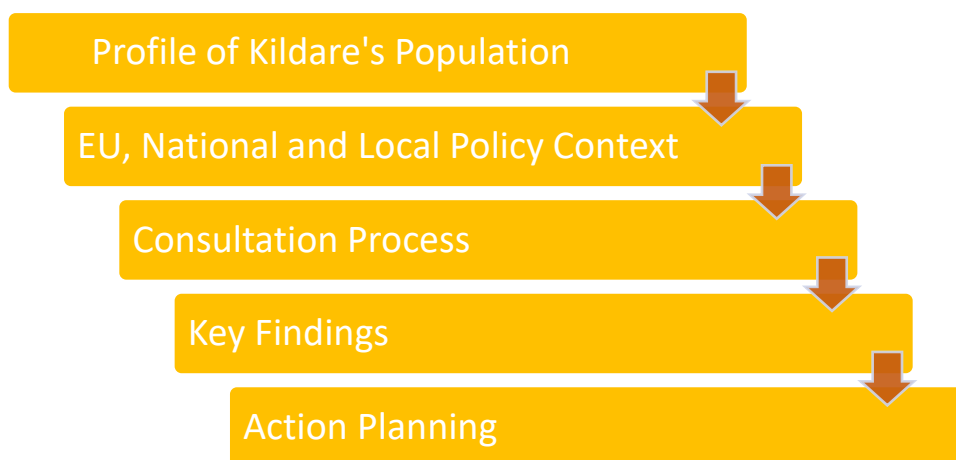 Profile of Kildare's Population
EU, National and Local Policy Context
Consultation Process
Key Findings
Action Planning